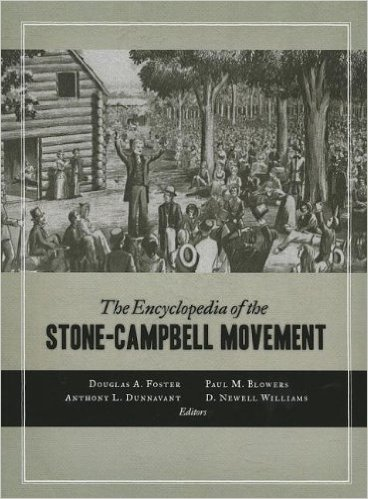 The Encyclopedia of the
STONE-CAMPBELL MOVEMENT
DOUGLAS A. FOSTER
PAUL M. BLOWERS
ANTHONY L. DUNNAVANT
D. NEWELL WILLIAMS
Editors